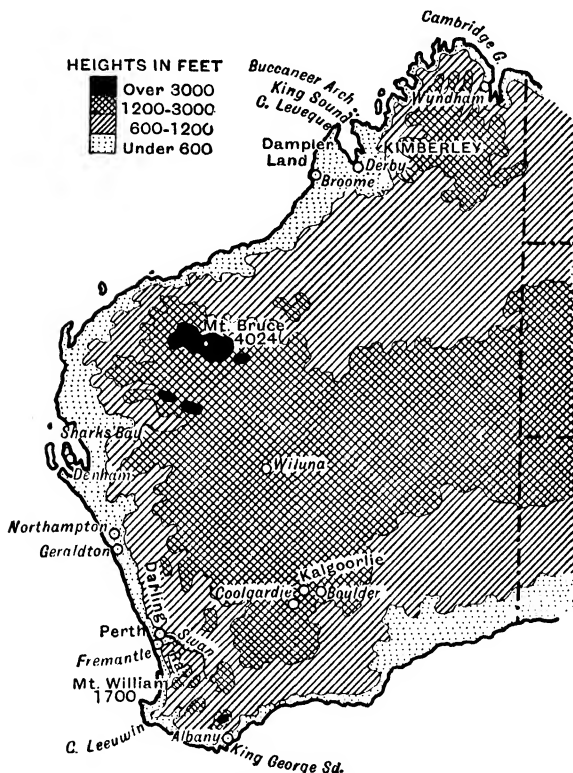 Cambridge G.
HEIGHTS IN FEET
Over 3000
1200-3000
600-1200
Under 600
Buccaneer Arch.
King Sound
C. Leveque
Wyndham
Dampier
Land
KIMBERLEY
Derby
Broome
Mt. Bruce
4024
Sharks Bay
Denham
Wiluna
Northampton
Geraldton
Kalgoorlie
Coolgardie
Boulder
Darling
Perth
Swan
Fremantle
Mt. William
1700
C. Leeuwin
Albany
King George Sd.